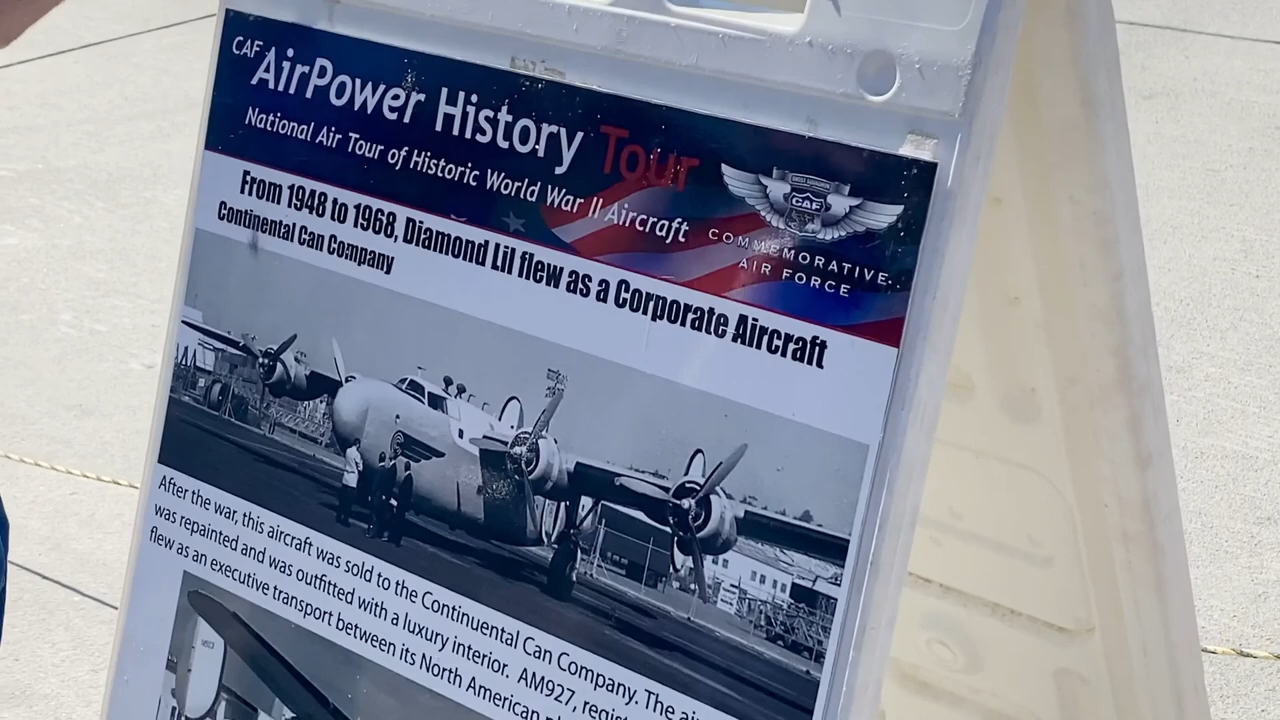 CAF AirPower History Tour
National Air Tour of Historic World War II Aircraft
CAF
COMMEMORATIVE
AIR FORCE
From 1948 to 1968, Diamond Lil flew as a Corporate Aircraft
Continental Can Company
After the war, this aircraft was sold to the Continental Can Company. The
was repainted and was outfitted with a luxury interior. AM927,
flew as an executive transport between its North American